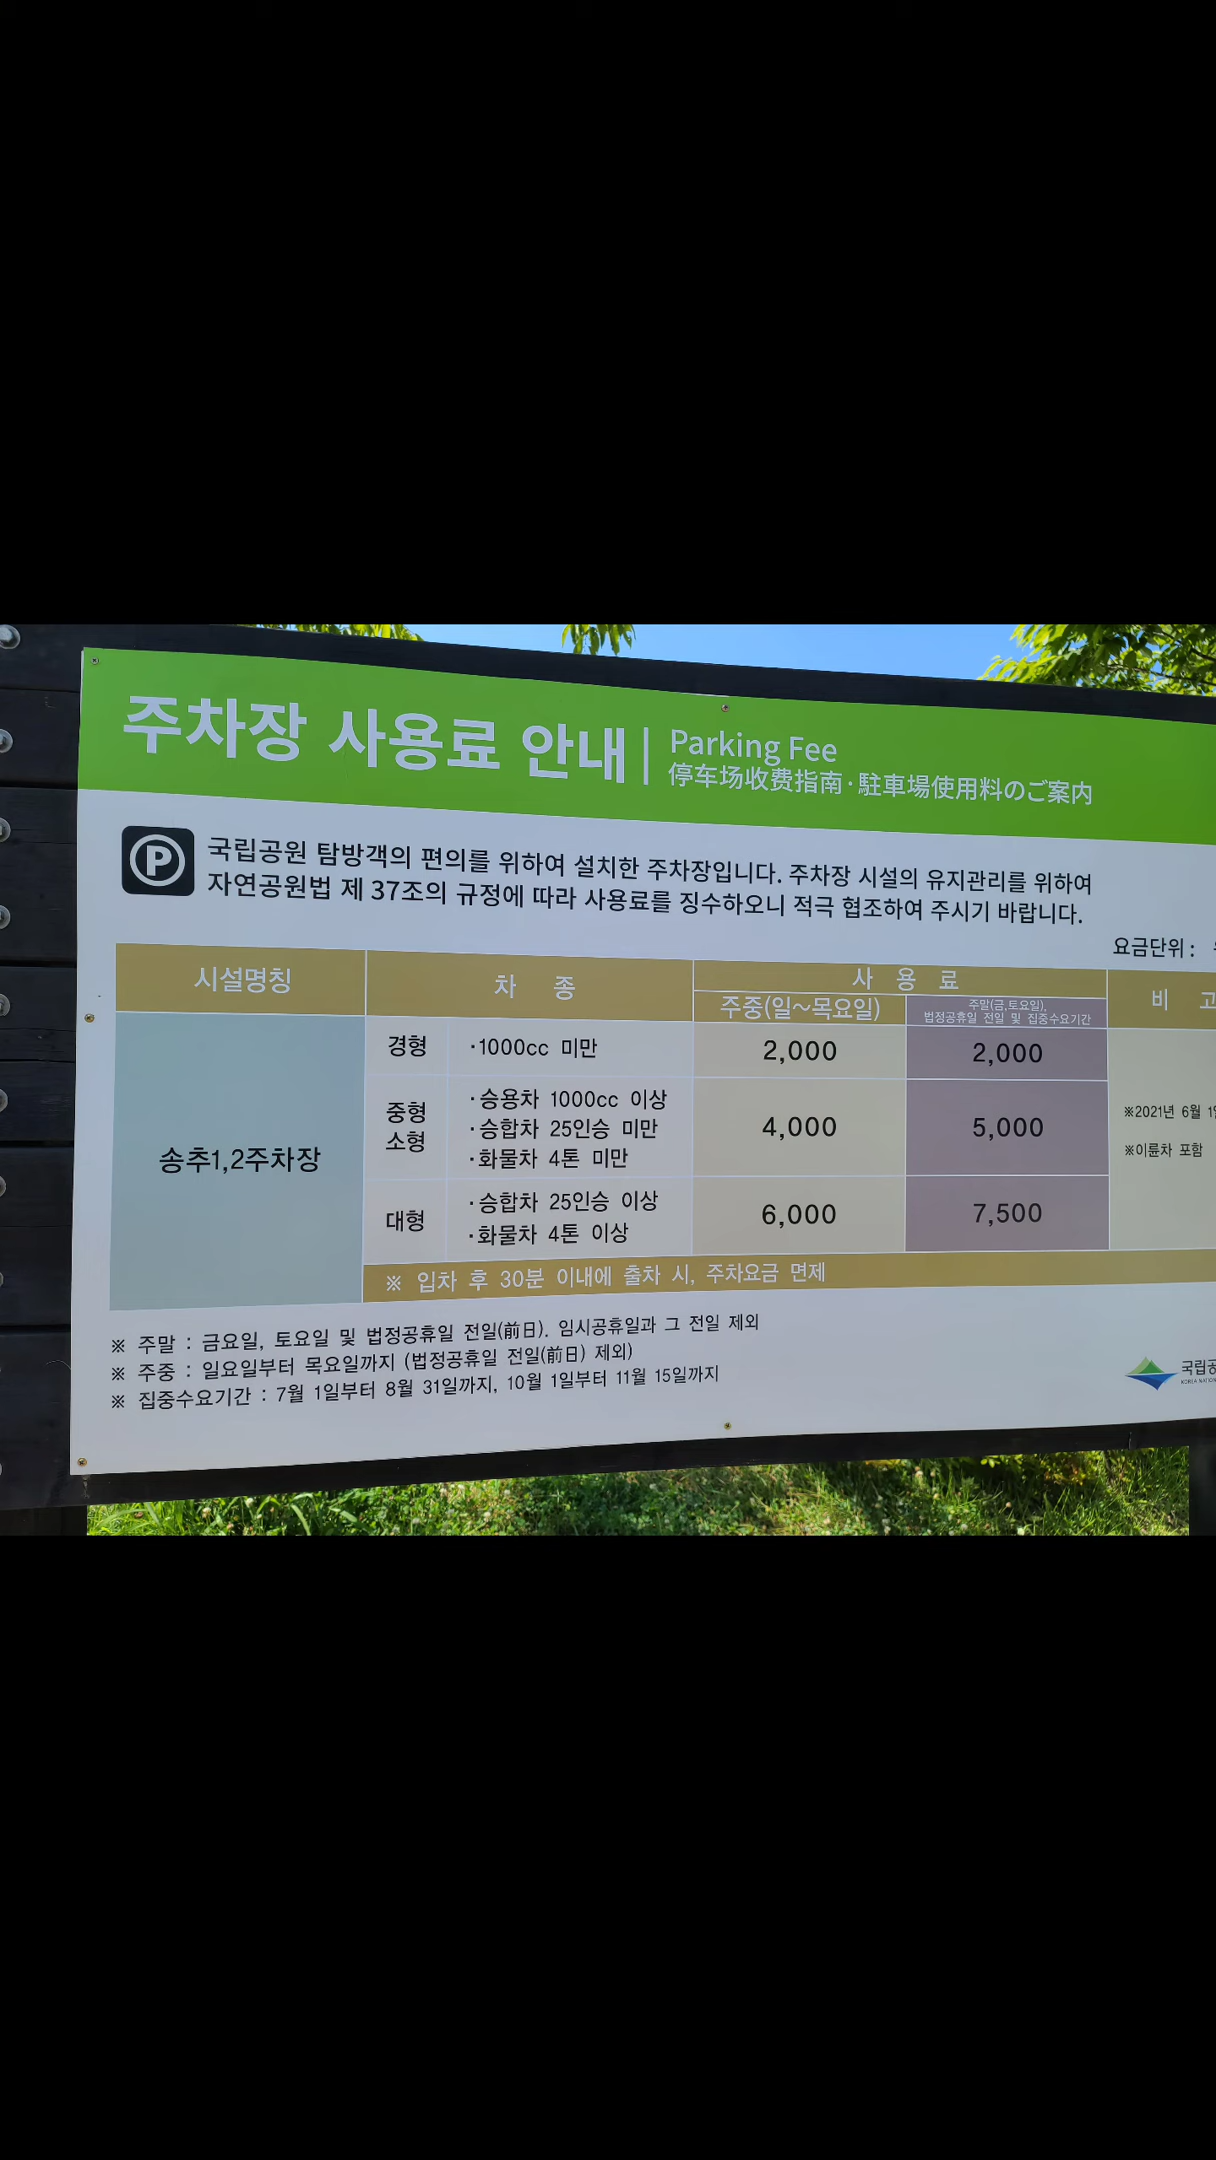 주차장 사용료 안내
Parking Fee
停车场收费指南·駐車場使用料のご案内
P
국립공원 탐방객의 편의를 위하여 설치한 주차장입니다. 주차장 시설의 유지관리를 위하여
자연공원법 제 37조의 규정에 따라 사용료를 징수하오니 적극 협조하여 주시기 바랍니다.
요금단위 :
시설명칭
차 종
사 용 료
비 고
주중(일~목요일)
주말(금,토요일),
법정공휴일 전일 및 집중수요기간
송추1,2주차장
경형
·1000cc 미만
2,000
2,000
중형
소형
·승용차 1000cc 이상
·승합차 25인승 미만
·화물차 4톤 미만
4,000
5,000
대형
·승합차 25인승 이상
·화물차 4톤 이상
6,000
7,500
※2021년 6월 1일
※이륜차 포함
※ 입차 후 30분 이내에 출차 시, 주차요금 면제
※ 주말 : 금요일, 토요일 및 법정공휴일 전일(前日). 임시공휴일과 그 전일 제외
※ 주중 : 일요일부터 목요일까지 (법정공휴일 전일(前日) 제외)
※ 집중수요기간 : 7월 1일부터 8월 31일까지, 10월 1일부터 11월 15일까지
국립공
KOREA NATION